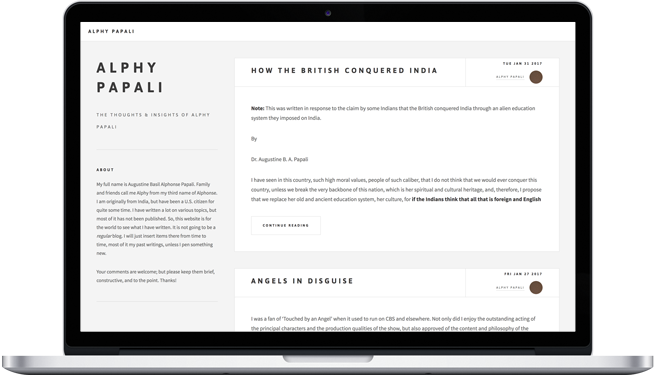 ALPHY PAPALI
ALPHY
PAPALI
THE THOUGHTS & INSIGHTS OF ALPHY
PAPALI
ABOUT
My full name is Augustine Basil Alphonse Papali. Family
and friends call me Alphy from my third name of Alphonse.
I am originally from India, but have been a U.S. citizen for
quite some time. I have written a lot on various topics, but
most of it has not been published. So, this website is for
the world to see what I have written. It is not going to be a
regular blog. I will just insert items there from time to
time, most of it my past writings, unless I pen something
new.
Your comments are welcome; but please keep them brief,
constructive, and to the point. Thanks!
HOW THE BRITISH CONQUERED INDIA
TUE JAN 31 2017
ALPHY PAPALI
Note: This was written in response to the claim by some Indians that the British conquered India through an alien education
system they imposed on India.
By
Dr. Augustine B. A. Papali
I have seen in this country, such high moral values, people of such caliber, that I do not think that we would ever conquer this
country, unless we break the very backbone of this nation, which is her spiritual and cultural heritage, and, therefore, I propose
that we replace her old and ancient education system, her culture, for if the Indians think that all that is foreign and English
CONTINUE READING
ANGELS IN DISGUISE
FRI JAN 27 2017
ALPHY PAPALI
I was a fan of 'Touched by an Angel' when it used to run on CBS and elsewhere. Not only did I enjoy the outstanding acting of
the principal characters and the production qualities of the show, but also approved of the content and philosophy of the